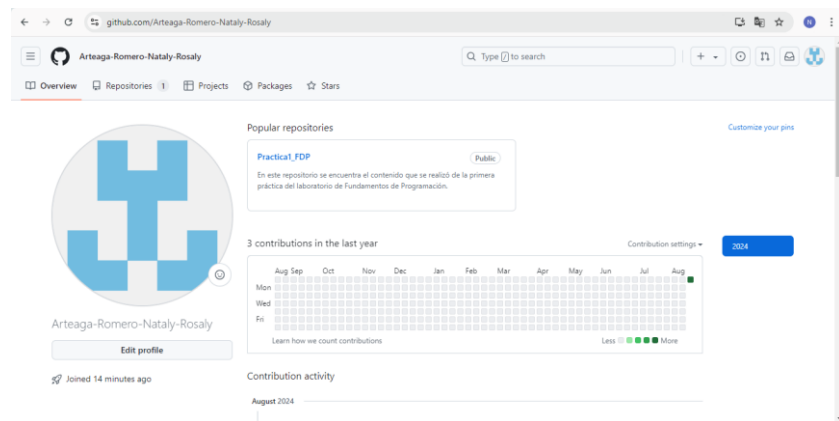 github.com/Arteaga-Romero-Nataly-Rosaly
N
Arteaga-Romero-Nataly-Rosaly
Type / to search
Overview Repositories 1 Projects Packages Stars
Popular repositories
Customize your pins
Practica1_FDP Public
En este repositorio se encuentra el contenido que se realizó de la primera
práctica del laboratorio de Fundamentos de Programación.
3 contributions in the last year
Contribution settings
2024
Aug Sep Oct Nov Dec Jan Feb Mar Apr May Jun Jul Aug
Mon
Wed
Fri
Learn how we count contributions
Less More
Arteaga-Romero-Nataly-Rosaly
Edit profile
Joined 14 minutes ago
Contribution activity
August 2024